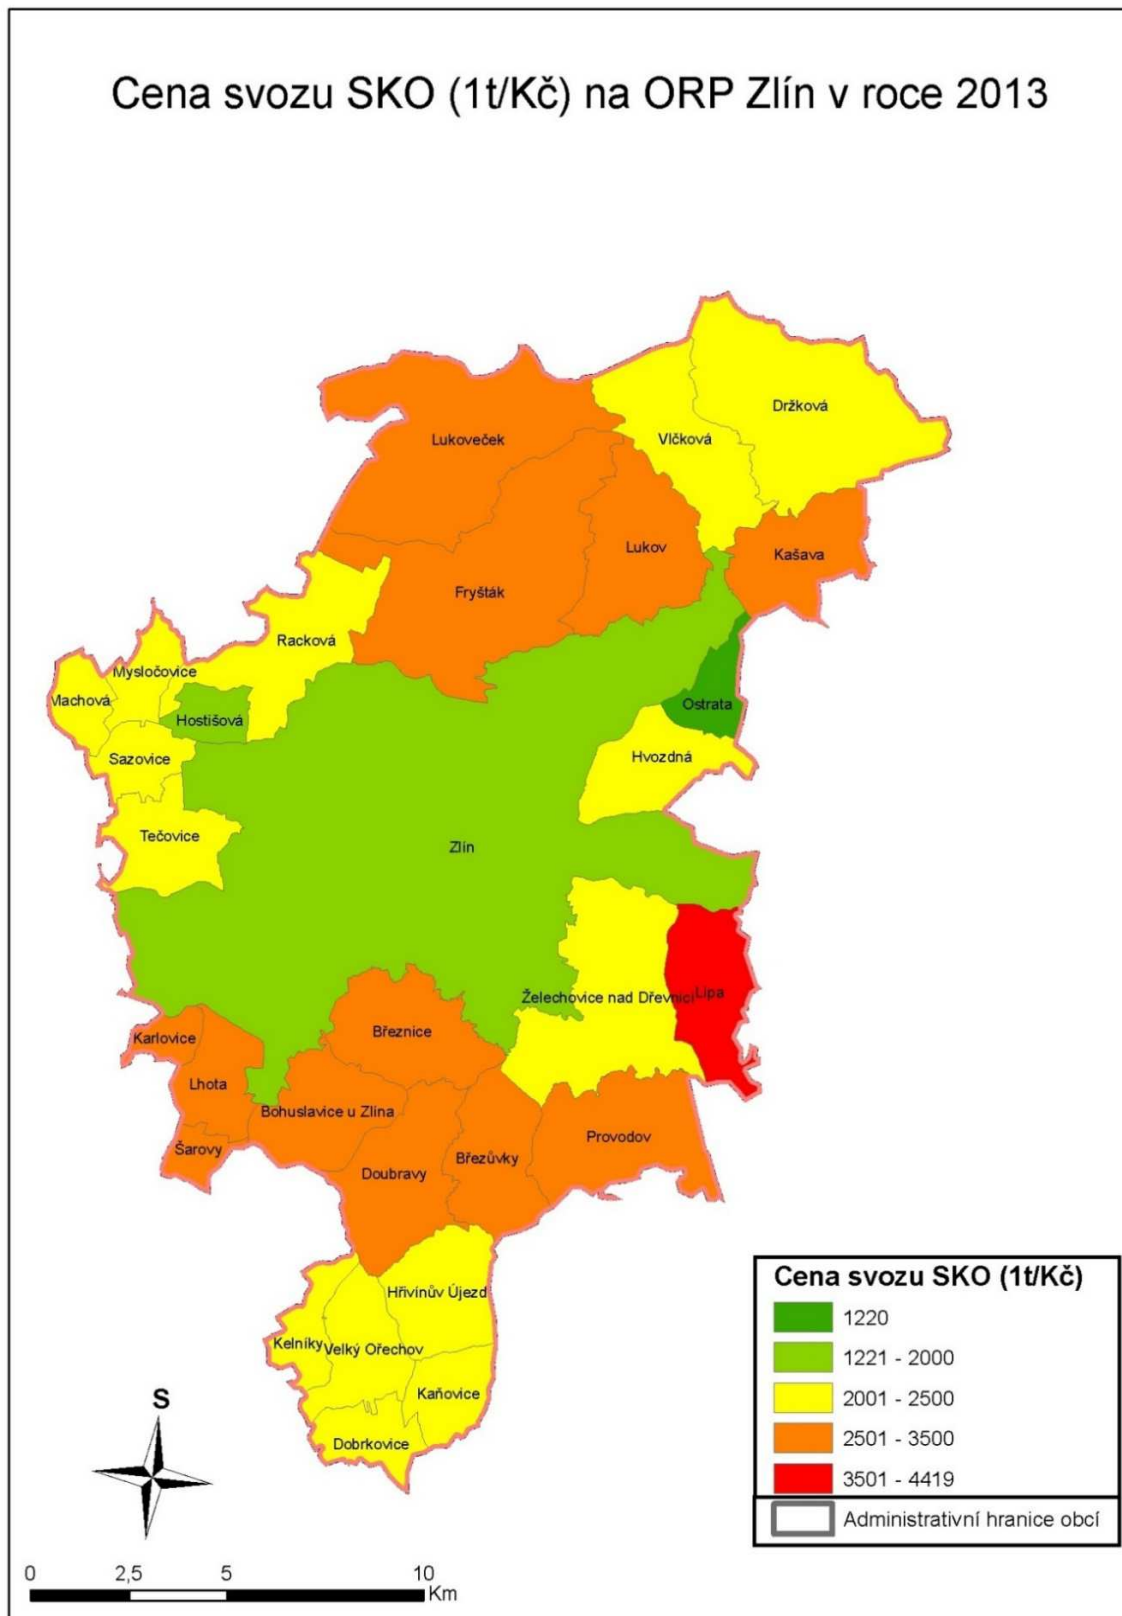 Cena svozu SKO (1t/Kč) na ORP Zlín v roce 2013
Držková
Lukoveček
Vlčková
Lukov
Kašava
Fryšták
Racková
Mysločovice
Machová
Ostrata
Hostišová
Hvozdná
Sazovice
Tečovice
Zlín
Želechovice nad Dřevnicí
Lípa
Březnice
Karlovice
Lhota
Bohuslavice u Zlína
Provodov
Šarovy
Březůvky
Doubravy
Hřivínův Újezd
Kelníky
Velký Ořechov
Kaňovice
Dobrkovice
Cena svozu SKO (1t/Kč)
1220
1221 - 2000
2001 - 2500
2501 - 3500
3501 - 4419
Administrativní hranice obcí
S
0 2,5 5 10
Km